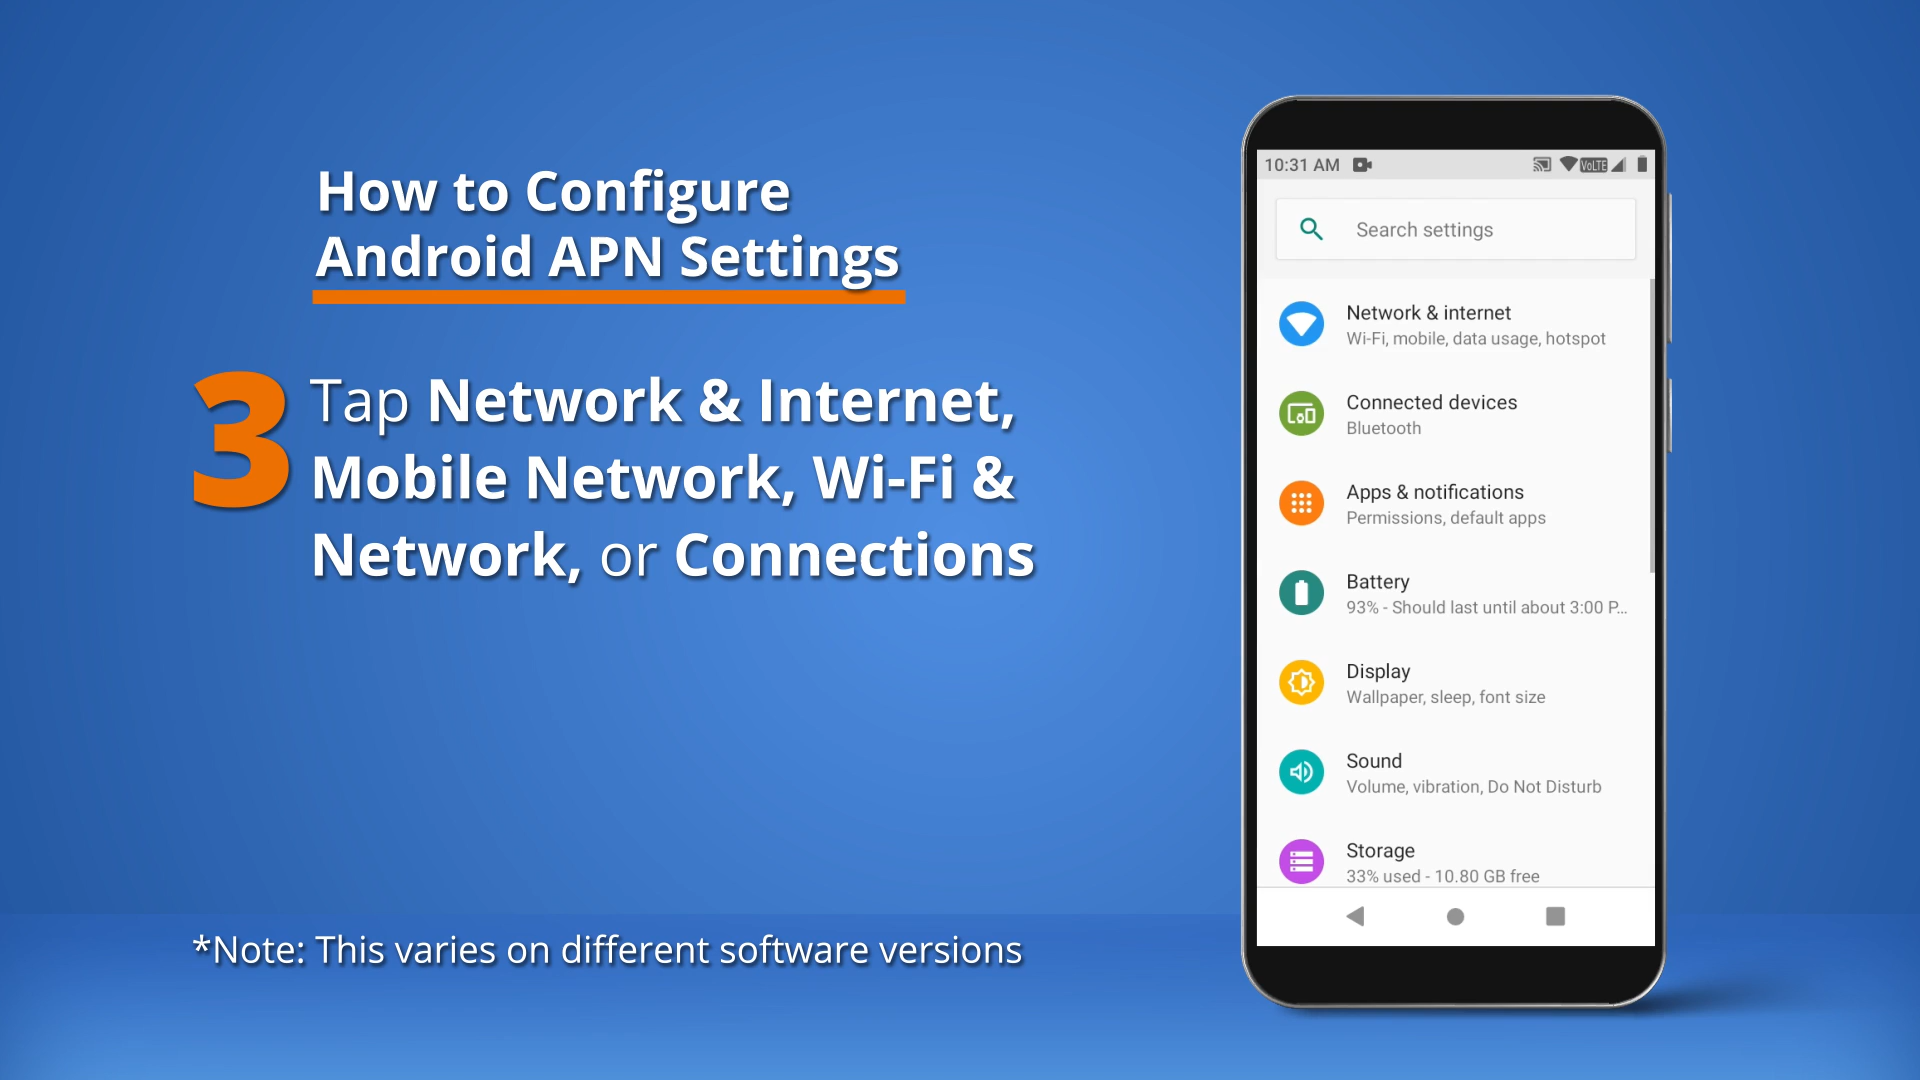 How to Configure
Android APN Settings
3
Tap Network & Internet,
Mobile Network, Wi-Fi &
Network, or Connections
*Note: This varies on different software versions
10:31 AM
VoLTE
Search settings
Network & internet
Wi-Fi, mobile, data usage, hotspot
Connected devices
Bluetooth
Apps & notifications
Permissions, default apps
Battery
93% - Should last until about 3:00 P...
Display
Wallpaper, sleep, font size
Sound
Volume, vibration, Do Not Disturb
Storage
33% used - 10.80 GB free